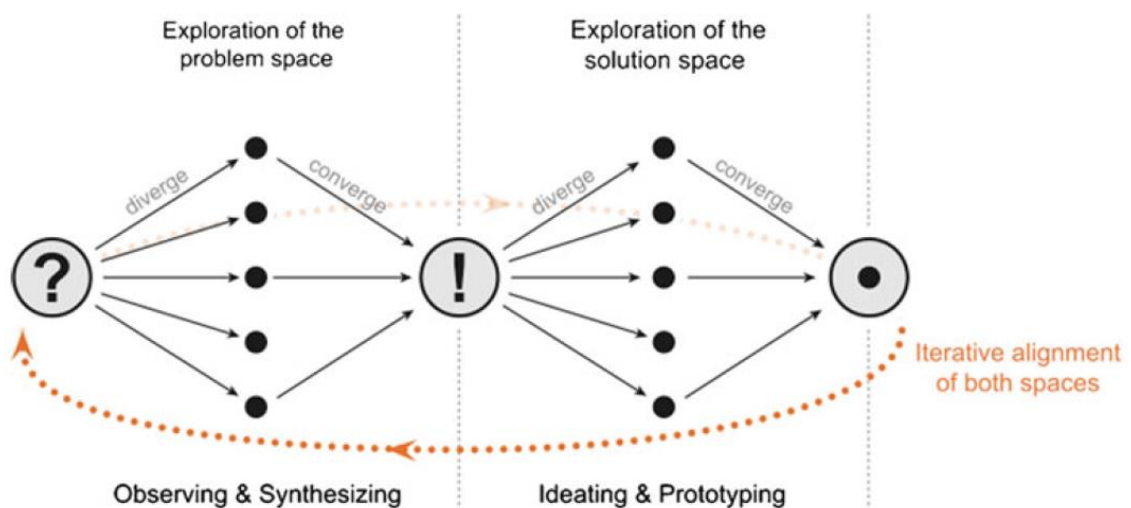 Exploration of the
problem space
Exploration of the
solution space
diverge
converge
diverge
converge
?
!
Iterative alignment
of both spaces
Observing & Synthesizing
Ideating & Prototyping